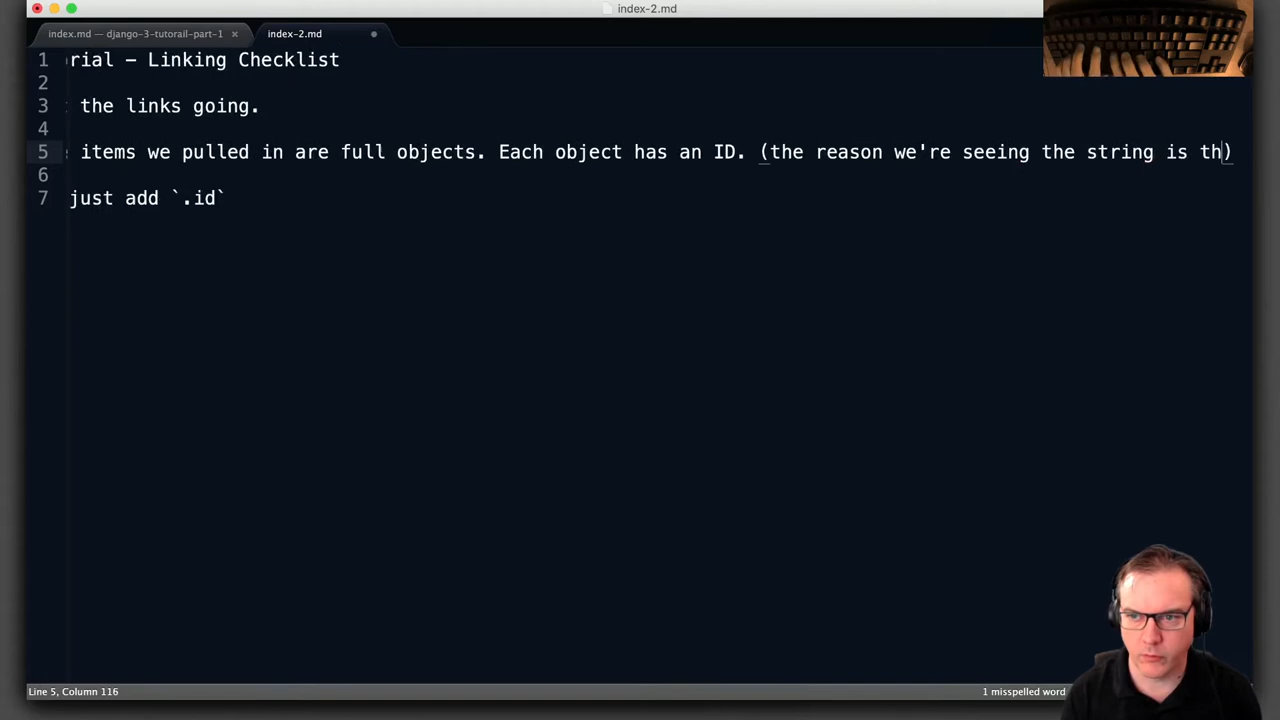 index-2.md
index.md — django-3-tutorail-part-1 ×
index-2.md
1 rial - Linking Checklist
2
3 the links going.
4
5 items we pulled in are full objects. Each object has an ID. (the reason we're seeing the string is th)
6
7 just add `.id`
Line 5, Column 116
1 misspelled word